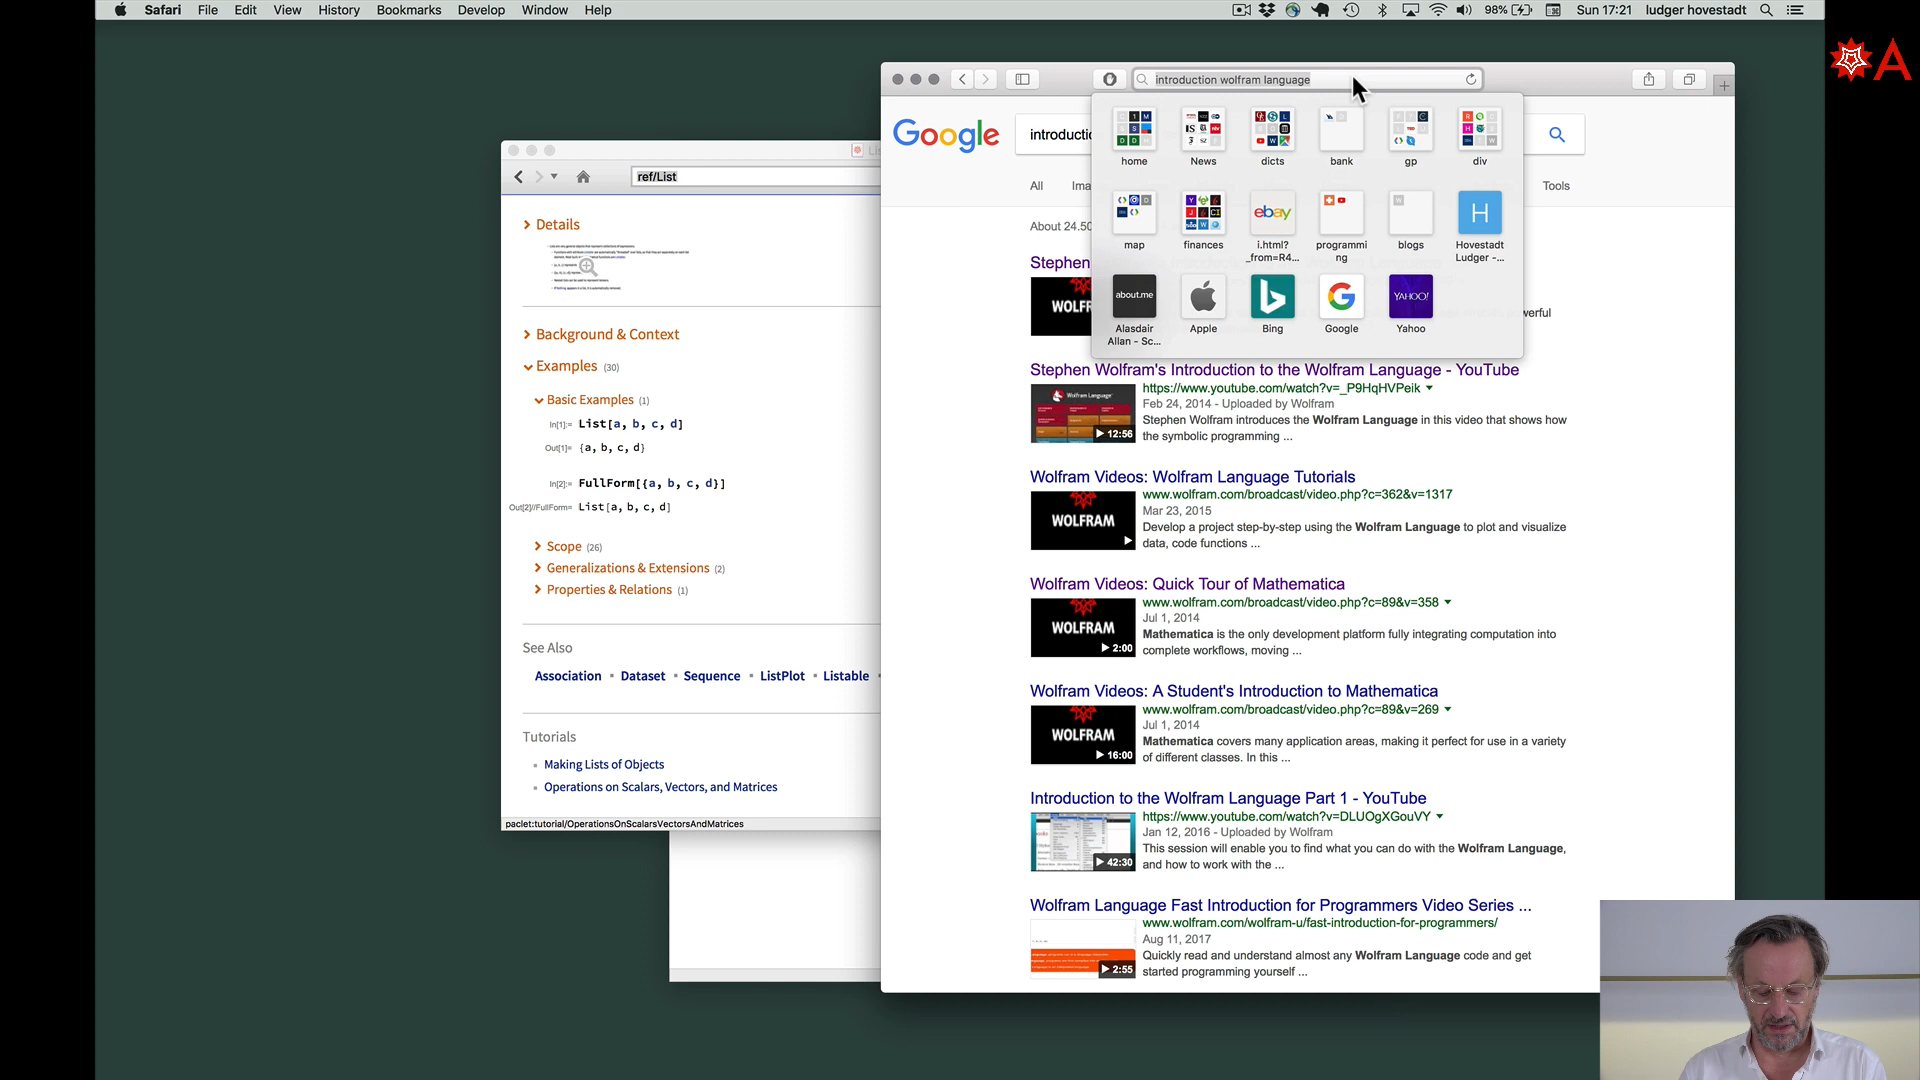 Safari File Edit View History Bookmarks Develop Window Help
98% Sun 17:21 ludger hovestadt
A
ref/List
Details
Background & Context
Examples (30)
Basic Examples (1)
In[1]:= List[a, b, c, d]
Out[1]= {a, b, c, d}
In[2]:= FullForm[{a, b, c, d}]
Out[2]//FullForm= List[a, b, c, d]
Scope (26)
Generalizations & Extensions (2)
Properties & Relations (1)
See Also
Association ▪ Dataset ▪ Sequence ▪ ListPlot ▪ Listable ▪
Tutorials
▪ Making Lists of Objects
▪ Operations on Scalars, Vectors, and Matrices
paclet:tutorial/OperationsOnScalarsVectorsAndMatrices
introduction wolfram language
Google
introductio
All Ima
Tools
About 24.50
home News dicts bank gp div
ebay
H
map finances i.html?_from=R4... programming blogs Hovestadt Ludger -...
about.me
YAHOO!
Alasdair Allan - Sc... Apple Bing Google Yahoo
Stephen
WOLF
owerful
Stephen Wolfram's Introduction to the Wolfram Language - YouTube
https://www.youtube.com/watch?v=_P9HqHVPeik
Feb 24, 2014 - Uploaded by Wolfram
Stephen Wolfram introduces the Wolfram Language in this video that shows how
the symbolic programming ...
Wolfram Language
12:56
Wolfram Videos: Wolfram Language Tutorials
www.wolfram.com/broadcast/video.php?c=362&v=1317
Mar 23, 2015
Develop a project step-by-step using the Wolfram Language to plot and visualize
data, code functions ...
WOLFRAM
Wolfram Videos: Quick Tour of Mathematica
www.wolfram.com/broadcast/video.php?c=89&v=358
Jul 1, 2014
Mathematica is the only development platform fully integrating computation into
complete workflows, moving ...
WOLFRAM
2:00
Wolfram Videos: A Student's Introduction to Mathematica
www.wolfram.com/broadcast/video.php?c=89&v=269
Jul 1, 2014
Mathematica covers many application areas, making it perfect for use in a variety
of different classes. In this ...
WOLFRAM
16:00
Introduction to the Wolfram Language Part 1 - YouTube
https://www.youtube.com/watch?v=DLUOgXGouVY
Jan 12, 2016 - Uploaded by Wolfram
This session will enable you to find what you can do with the Wolfram Language,
and how to work with the ...
42:30
Wolfram Language Fast Introduction for Programmers Video Series ...
www.wolfram.com/wolfram-u/fast-introduction-for-programmers/
Aug 11, 2017
Quickly read and understand almost any Wolfram Language code and get
started programming yourself ...
2:55